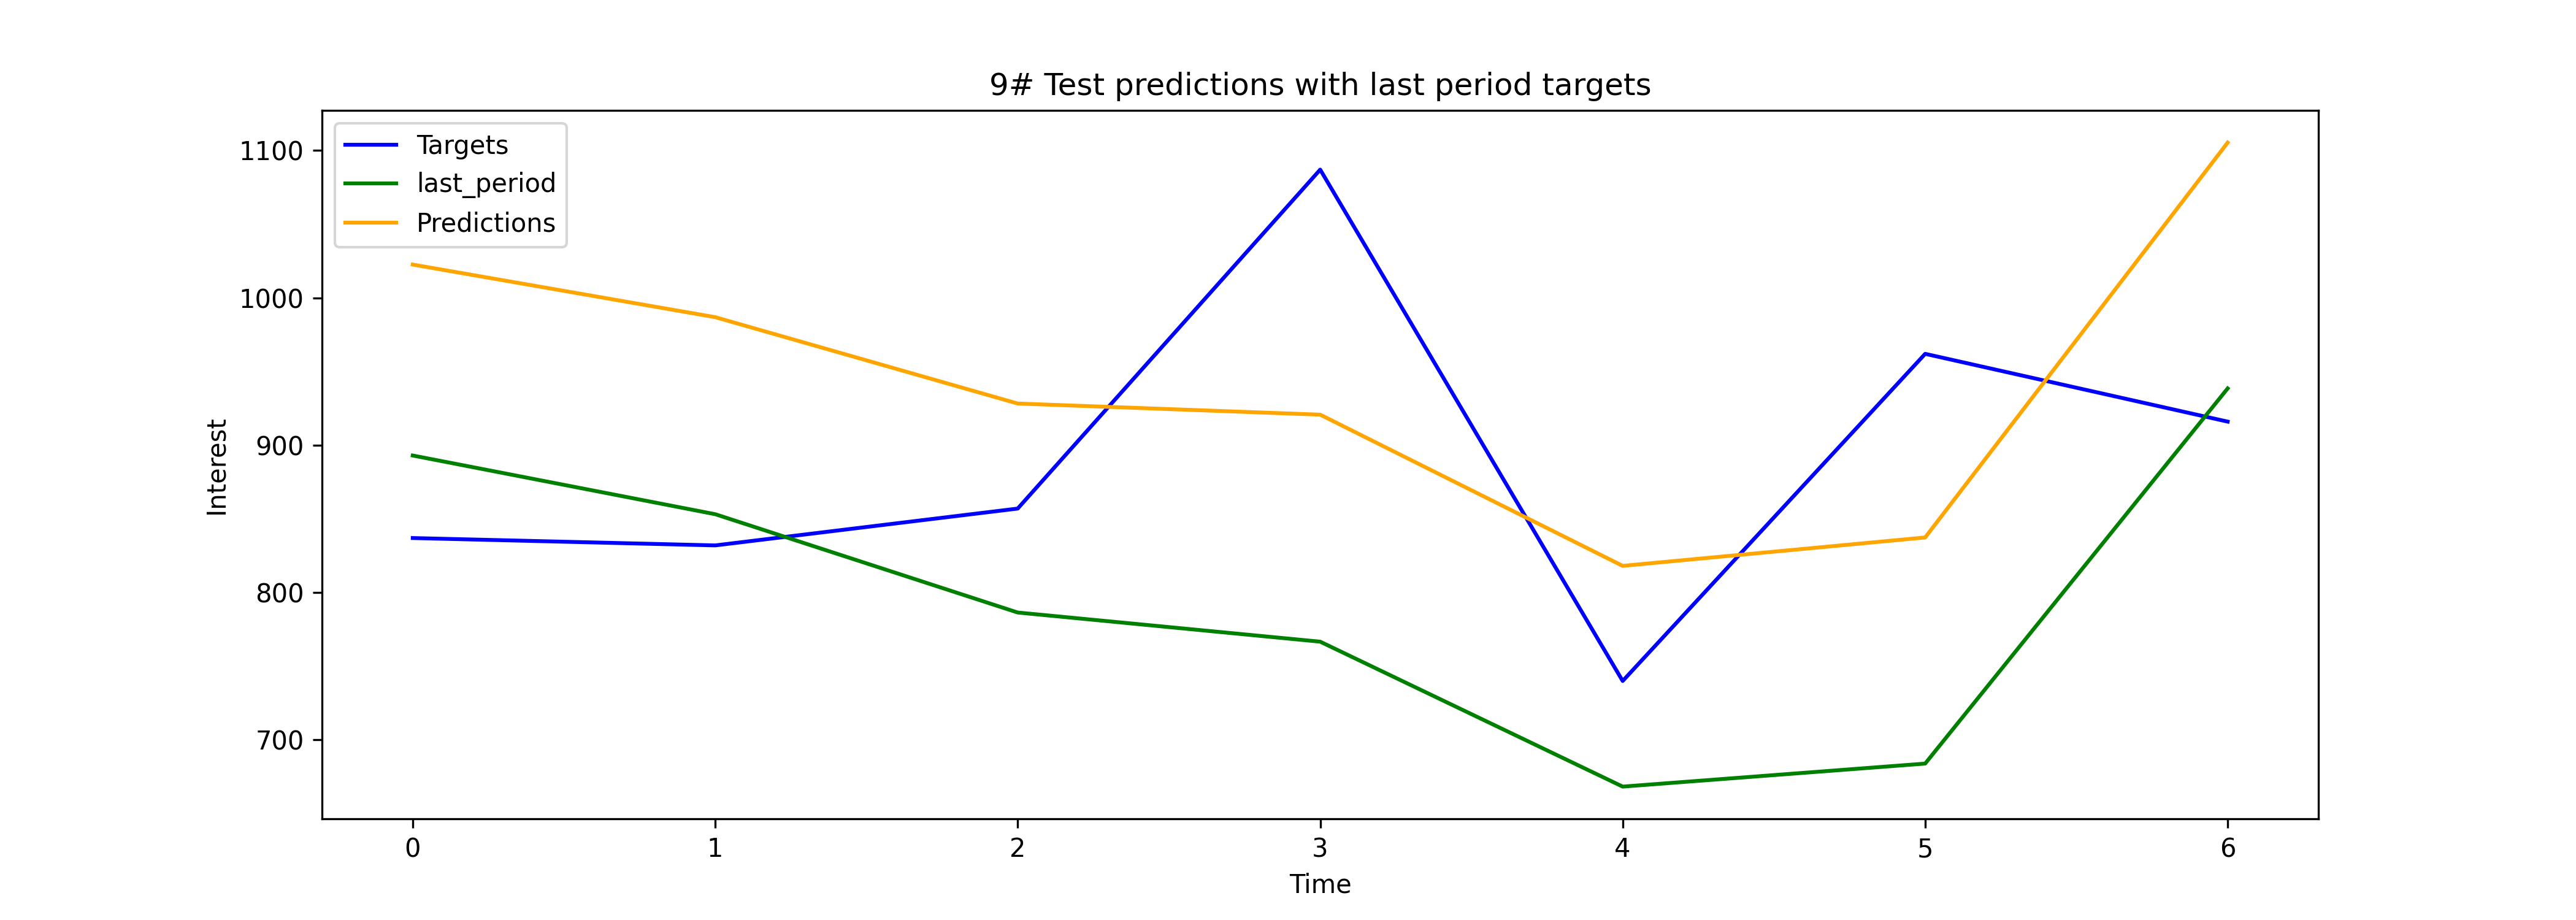 9# Test predictions with last period targets
Targets
last_period
Predictions
1100
1000
900
800
700
Interest
0 1 2 3 4 5 6
Time